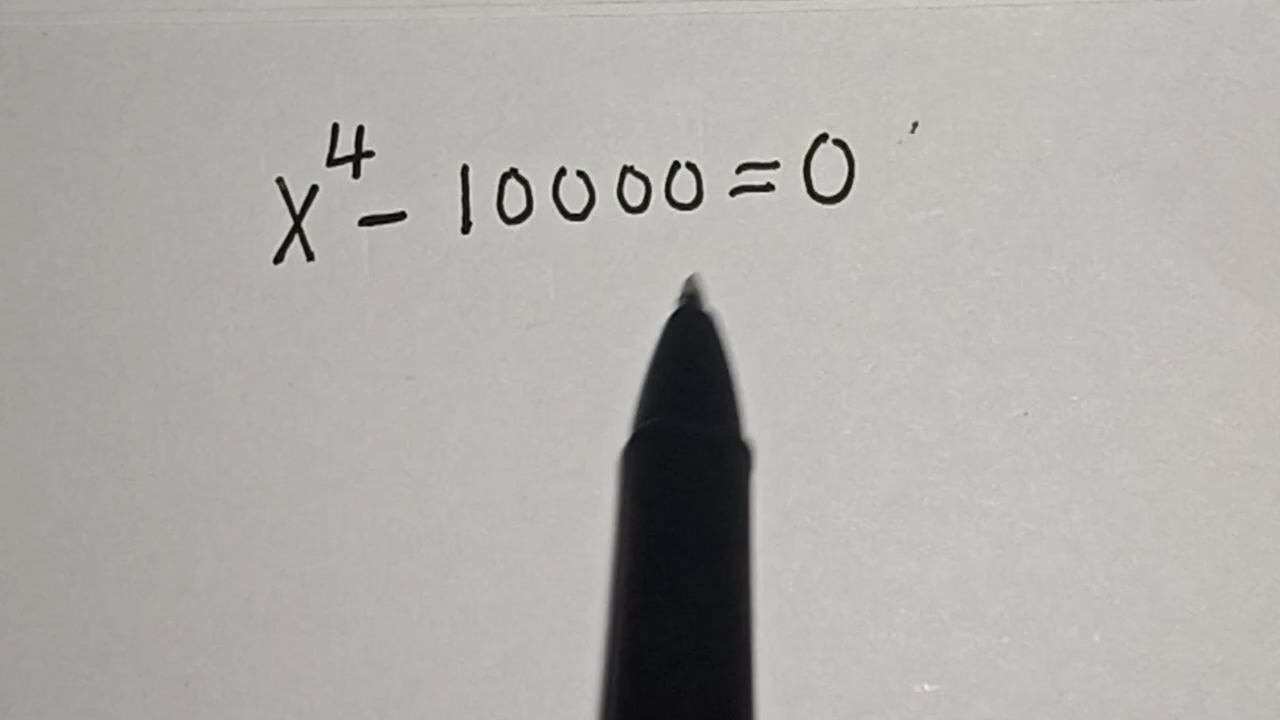 X⁴ - 10000 = 0